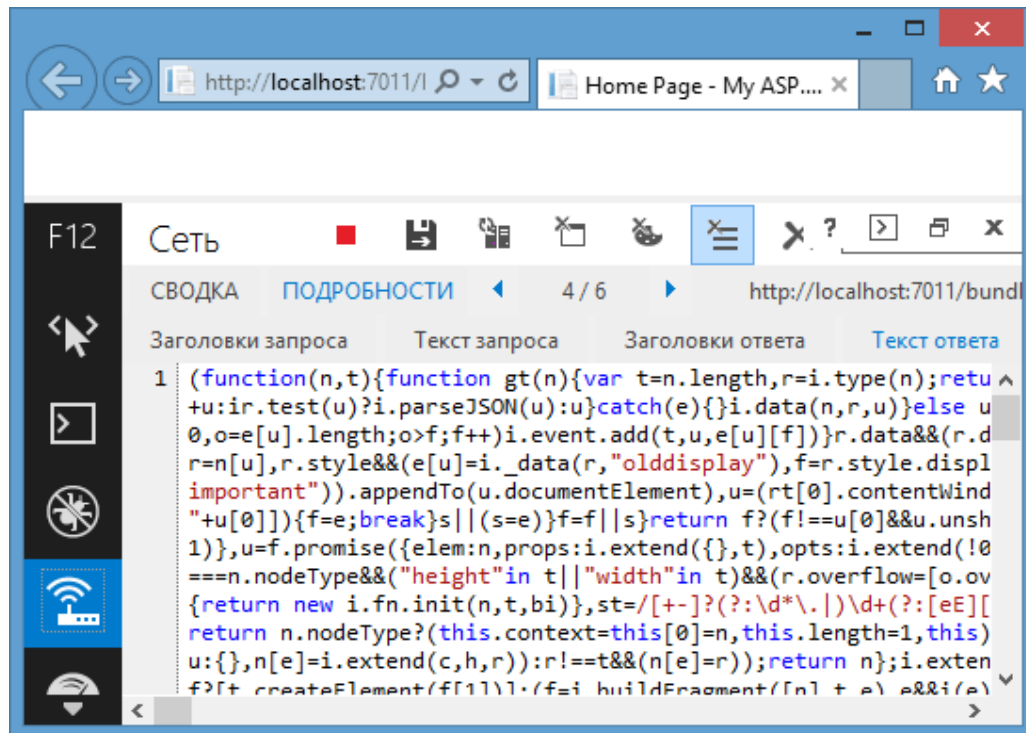 http://localhost:7011/l
Home Page - My ASP....
F12
Сеть
?
СВОДКА ПОДРОБНОСТИ 4 / 6 http://localhost:7011/bundl
Заголовки запроса Текст запроса Заголовки ответа Текст ответа
1 (function(n,t){function gt(n){var t=n.length,r=i.type(n);retu
+u:ir.test(u)?i.parseJSON(u):u}catch(e){}i.data(n,r,u)}else u
0,o=e[u].length;o>f;f++)i.event.add(t,u,e[u][f])}r.data&&(r.d
r=n[u],r.style&&(e[u]=i._data(r,"olddisplay"),f=r.style.displ
important")).appendTo(u.documentElement),u=(rt[0].contentWind
"+u[0]]){f=e;break}s||(s=e)}f=f||s}return f?(f!==u[0]&&u.unsh
1)},u=f.promise({elem:n,props:i.extend({},t),opts:i.extend(!0
===n.nodeType&&("height"in t||"width"in t)&&(r.overflow=[o.ov
{return new i.fn.init(n,t,bi)},st=/[+-]?(?:\d*\.|)\d+(?:[eE][
return n.nodeType?(this.context=this[0]=n,this.length=1,this)
u:{},n[e]=i.extend(c,h,r)):r!==t&&(n[e]=r));return n};i.exten
f?[t.createElement(f[1])]:(f=i.buildFragment([n],t,e),e&&i(e)